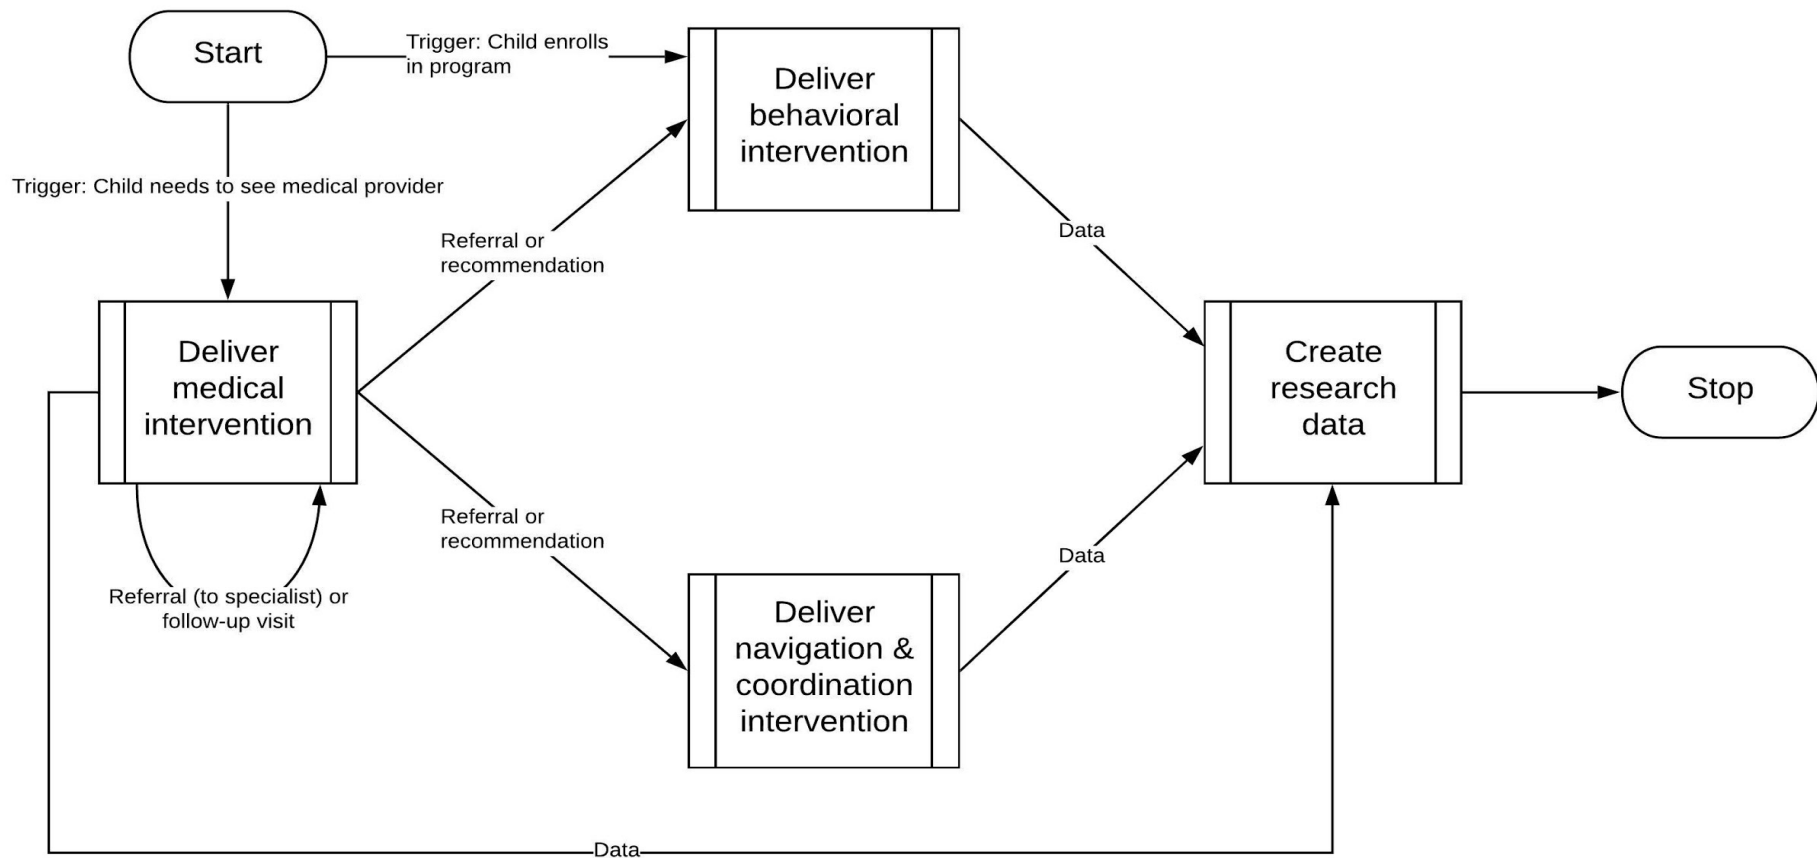 Start
Trigger: Child enrolls
in program
Deliver
behavioral
intervention
Trigger: Child needs to see medical provider
Referral or
recommendation
Data
Deliver
medical
intervention
Create
research
data
Stop
Referral or
recommendation
Data
Referral (to specialist) or
follow-up visit
Deliver
navigation &
coordination
intervention
Data